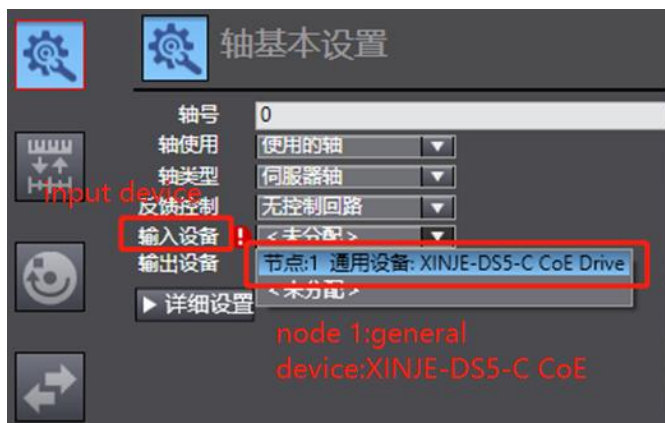 轴基本设置
轴号 0
轴使用 使用的轴
轴类型 伺服器轴
input device
反馈控制 无控制回路
输入设备 ! <未分配>
输出设备 节点:1 通用设备: XINJE-DS5-C CoE Drive
<未分配>
▶ 详细设置
node 1:general
device:XINJE-DS5-C CoE